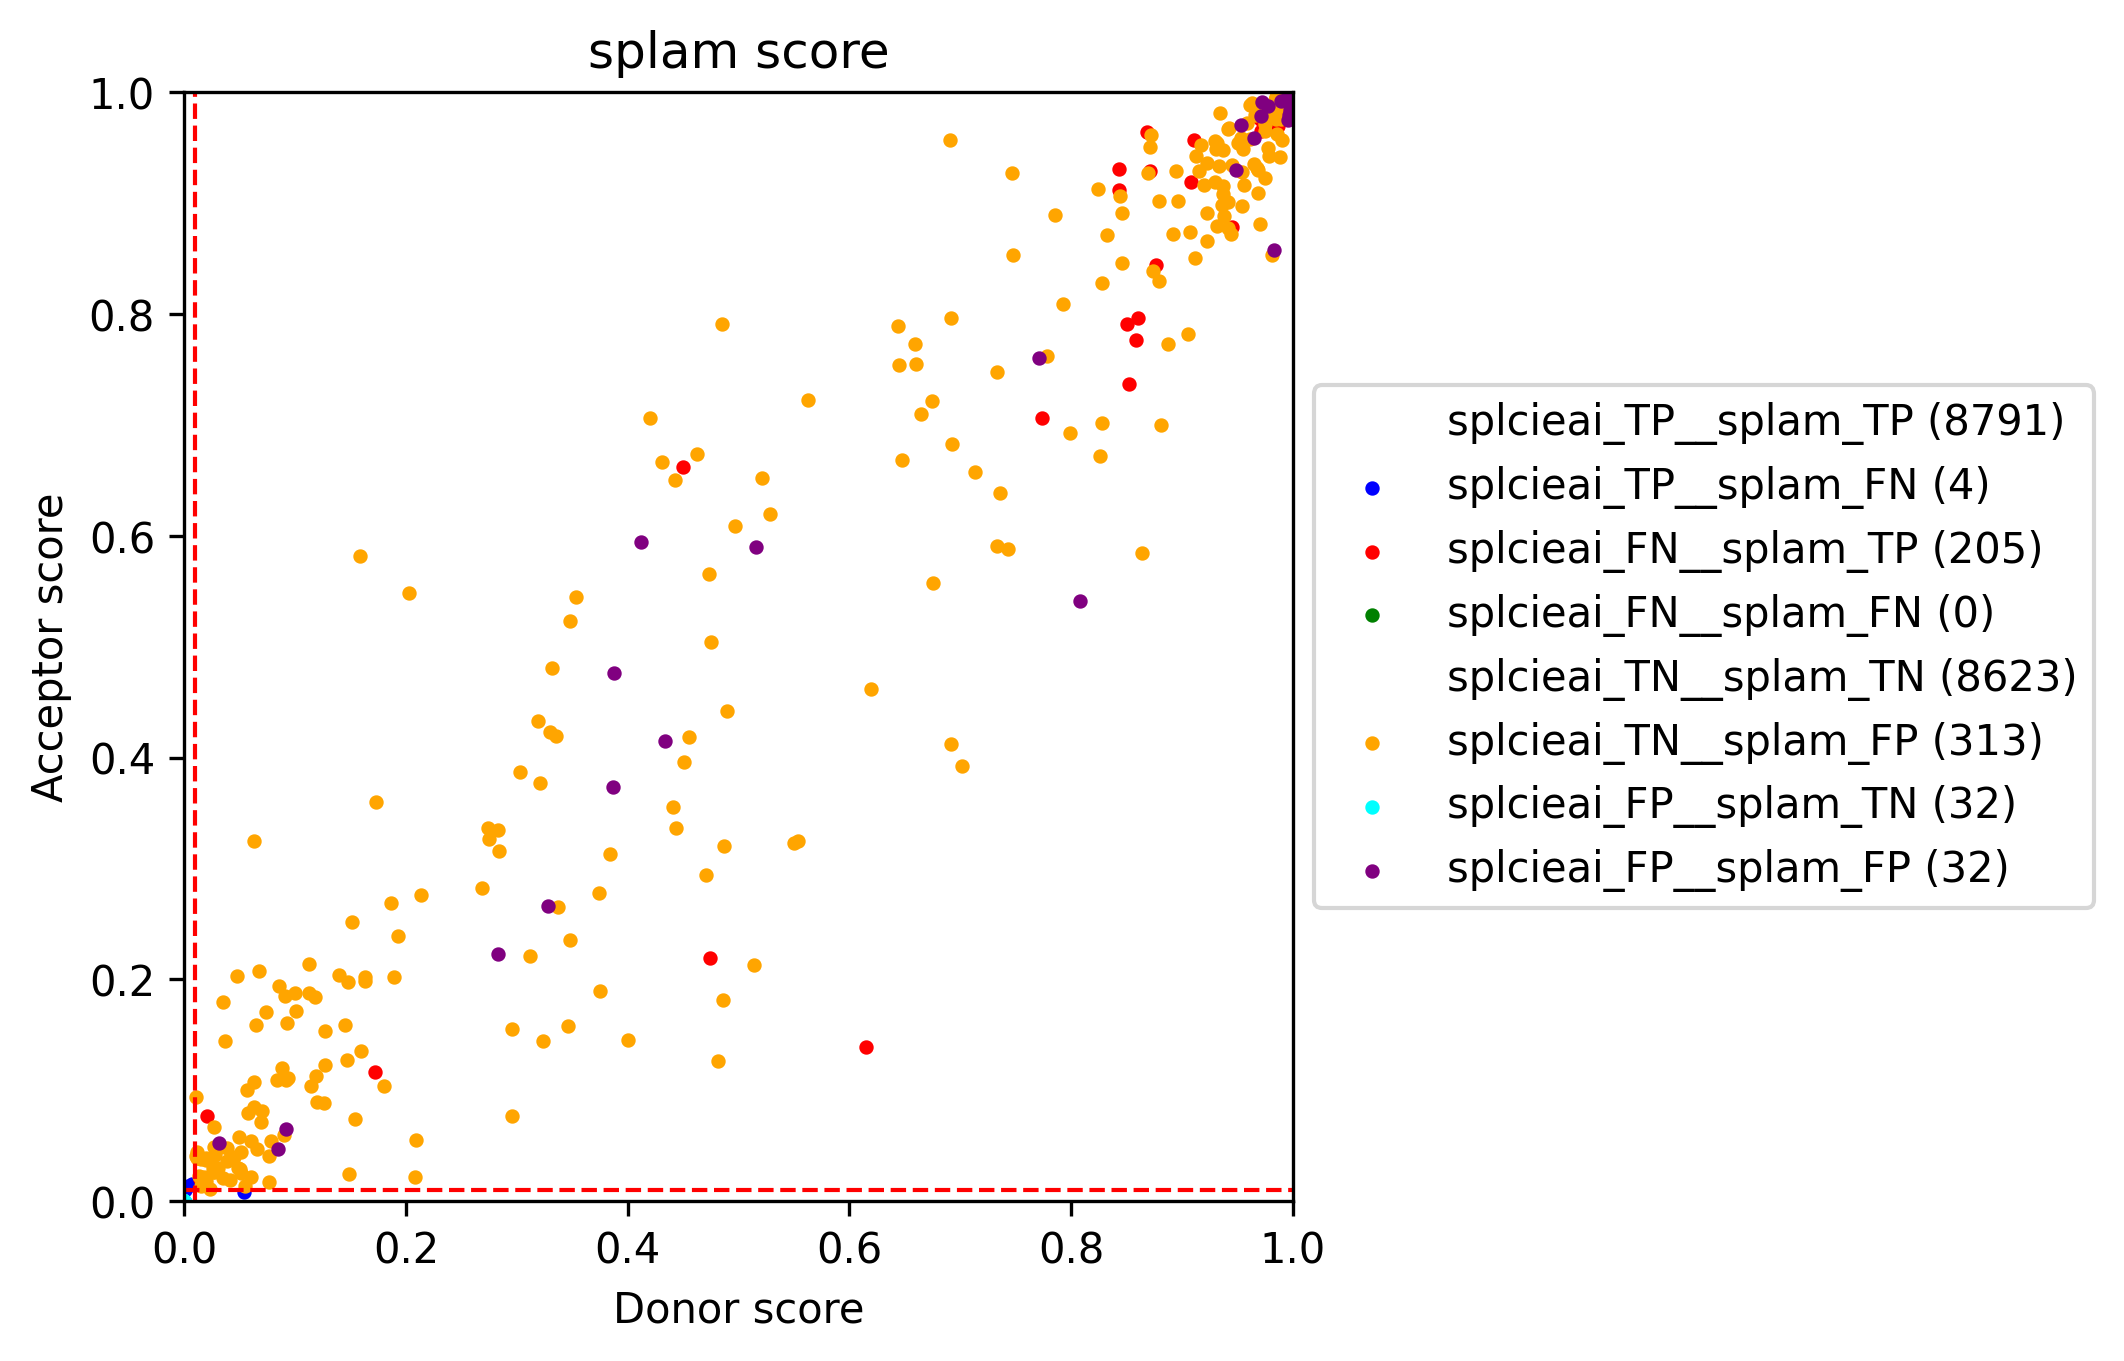 splam score
1.0
0.8
0.6
0.4
0.2
0.0
Acceptor score
0.0 0.2 0.4 0.6 0.8 1.0
Donor score
splcieai_TP__splam_TP (8791)
splcieai_TP__splam_FN (4)
splcieai_FN__splam_TP (205)
splcieai_FN__splam_FN (0)
splcieai_TN__splam_TN (8623)
splcieai_TN__splam_FP (313)
splcieai_FP__splam_TN (32)
splcieai_FP__splam_FP (32)